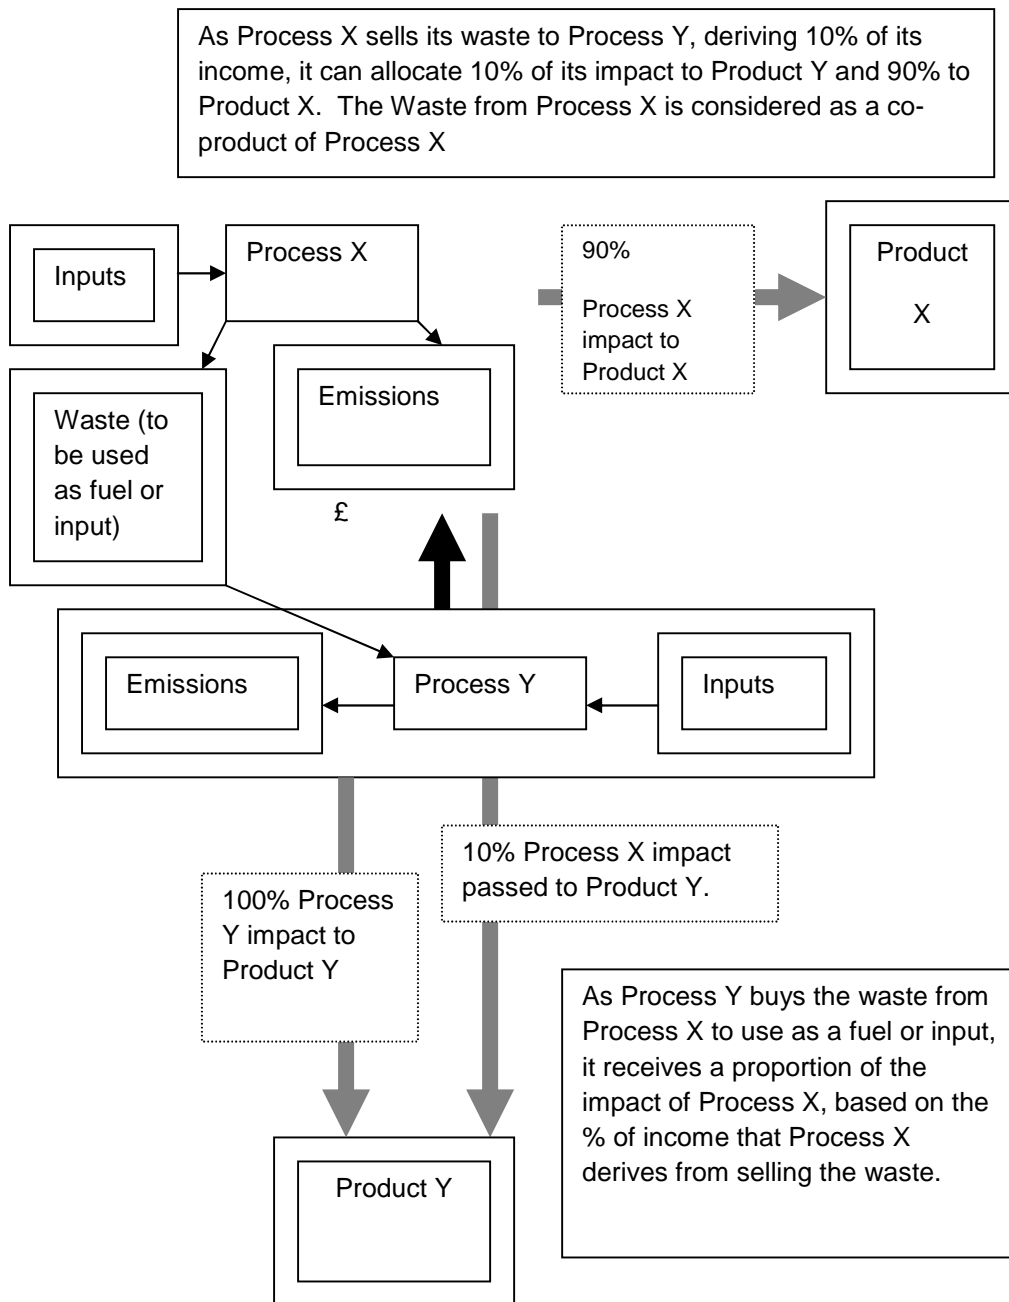 As Process X sells its waste to Process Y, deriving 10% of its
income, it can allocate 10% of its impact to Product Y and 90% to
Product X.  The Waste from Process X is considered as a co-
product of Process X
Inputs
Process X
90%
Process X
impact to
Product X
Product
X
Waste (to
be used
as fuel or
input)
Emissions
£
Emissions
Process Y
Inputs
100% Process
Y impact to
Product Y
10% Process X impact
passed to Product Y.
As Process Y buys the waste from
Process X to use as a fuel or input,
it receives a proportion of the
impact of Process X, based on the
% of income that Process X
derives from selling the waste.
Product Y